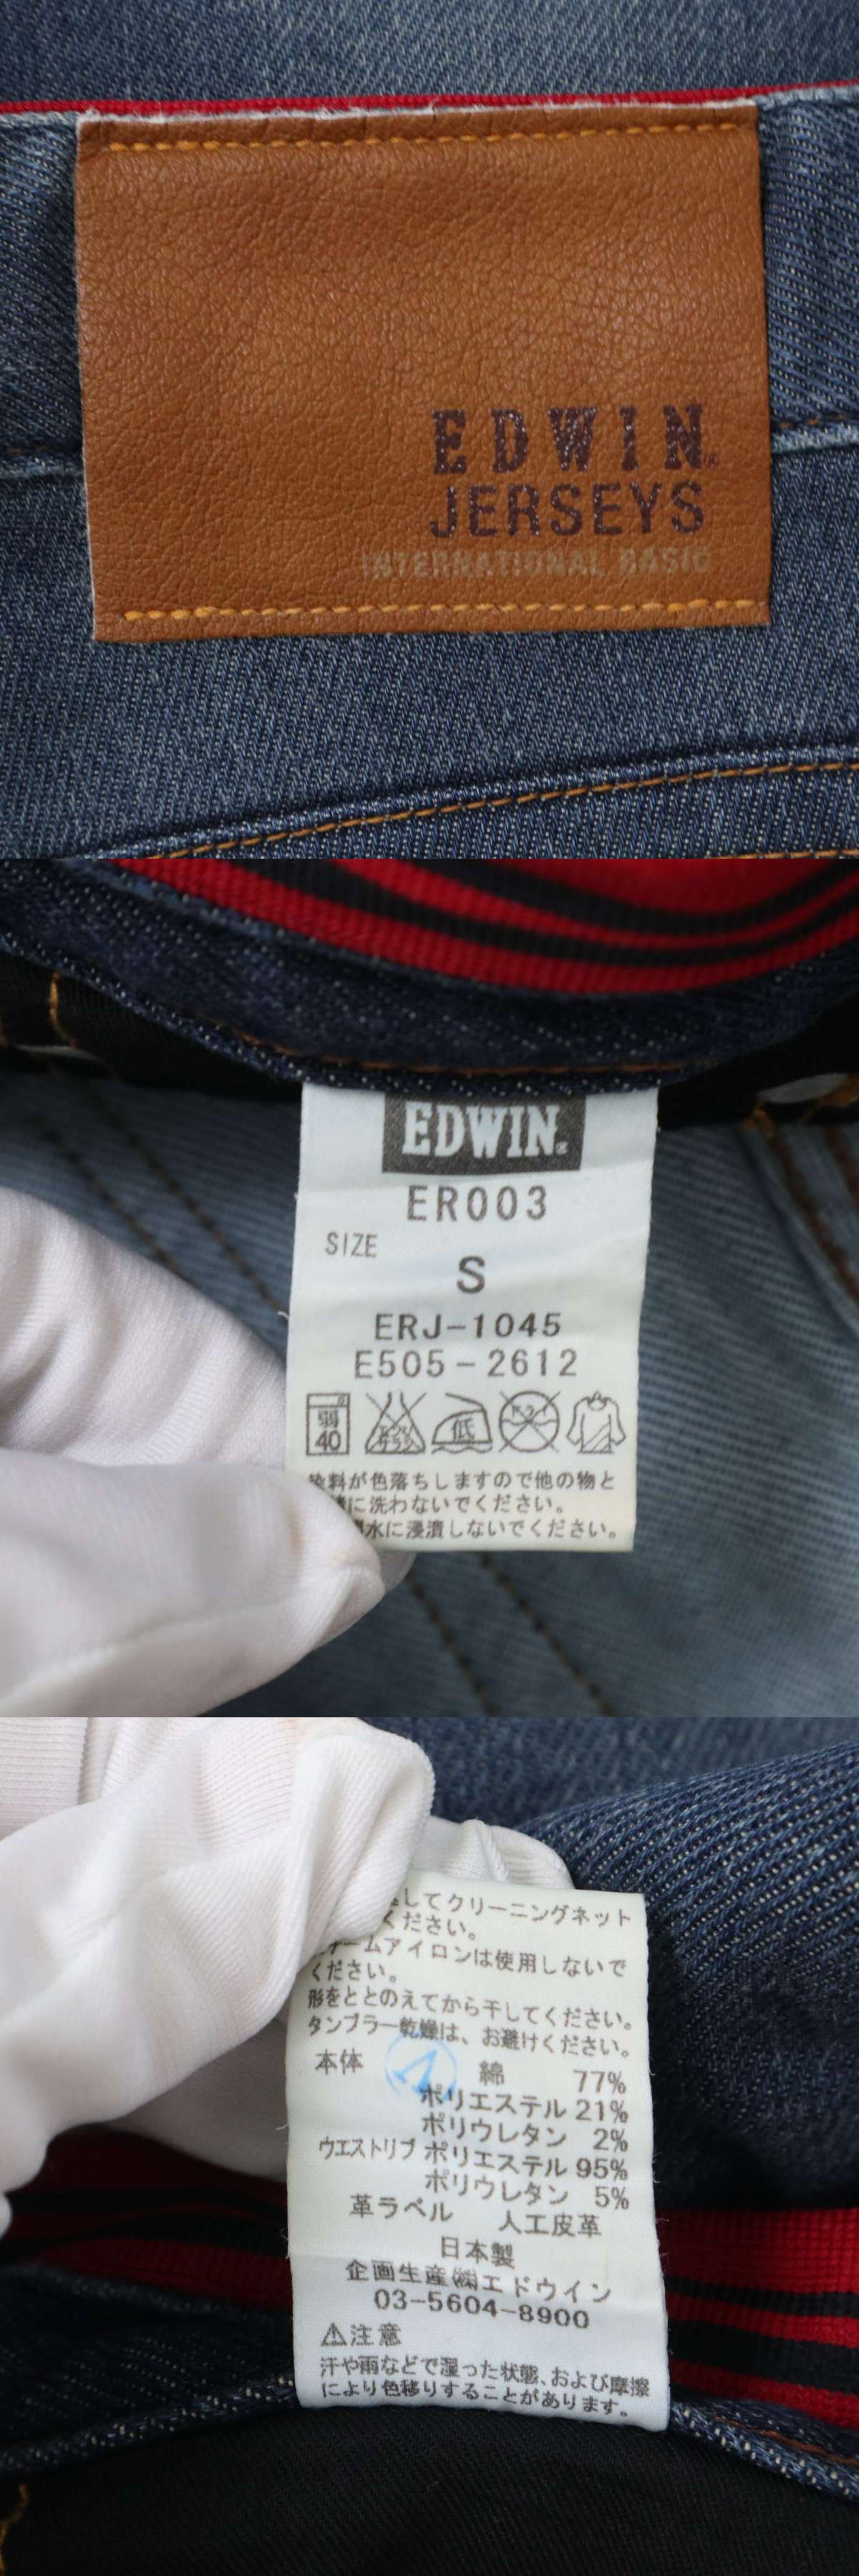 EDWIN®
JERSEYS
INTERNATIONAL BASIC
EDWIN®
ER003
SIZE
S
ERJ-1045
E505-2612
弱
40
エンソ
サラシ
低
ドライ
染料が色落ちしますので他の物と
に洗わないでください。
水に浸漬しないでください。
してクリーニングネット
ください。
チームアイロンは使用しないで
ください。
形をととのえてから干してください。
タンブラー乾燥は、お避けください。
本体 綿 77%
ポリエステル 21%
ポリウレタン 2%
ウエストリブ ポリエステル 95%
ポリウレタン 5%
革ラベル 人工皮革
日本製
企画生産㈱エドウイン
03-5604-8900
⚠注意
汗や雨などで湿った状態、および摩擦
により色移りすることがあります。